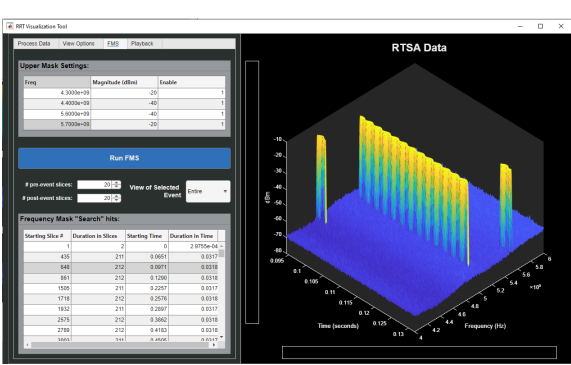 RRT Visualization Tool
Process Data View Options FMS Playback
Upper Mask Settings:
Freq Magnitude (dBm) Enable
4.3000e+09 -20 1
4.4000e+09 -40 1
5.6000e+09 -40 1
5.7000e+09 -20 1
Run FMS
# pre-event slices: 20
# post-event slices: 20
View of Selected
Event
Entire
Frequency Mask "Search" hits:
Starting Slice # Duration in Slices Starting Time Duration in Time
1 2 0 2.9755e-04
435 211 0.0651 0.0317
648 212 0.0971 0.0318
861 212 0.1290 0.0318
1505 211 0.2257 0.0317
1718 212 0.2576 0.0318
1932 211 0.2897 0.0317
2575 212 0.3862 0.0318
2789 212 0.4183 0.0318
3003 211 0.4505 0.0317
RTSA Data
dBm
-10
-20
-30
-40
-50
-60
-70
-80
0.095
0.1
0.105
0.11
0.115
0.12
0.125
0.13
Time (seconds)
4
4.2
4.4
4.6
4.8
5
5.2
5.4
5.6
5.8
6
×10⁹
Frequency (Hz)